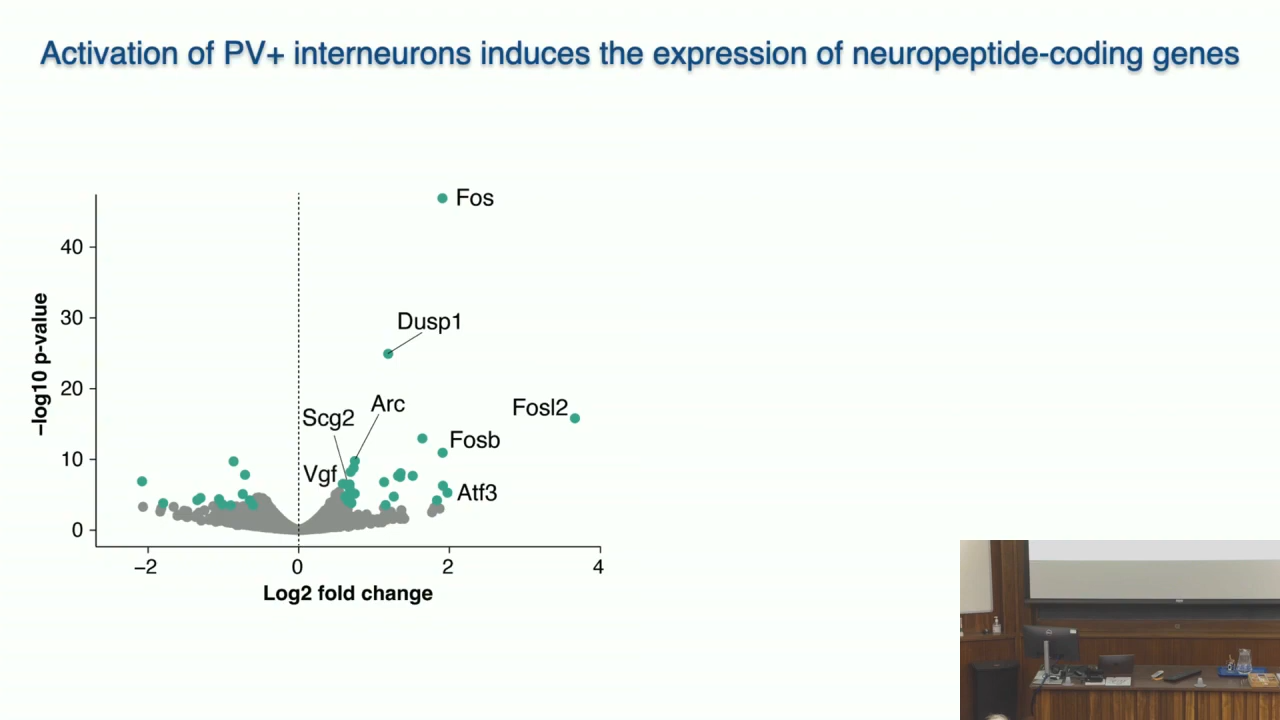 Activation of PV+ interneurons induces the expression of neuropeptide-coding genes
Fos
40
30
Dusp1
20
Arc
Fosl2
Scg2
Fosb
10
Vgf
Atf3
0
−log10 p-value
−2
0
2
4
Log2 fold change